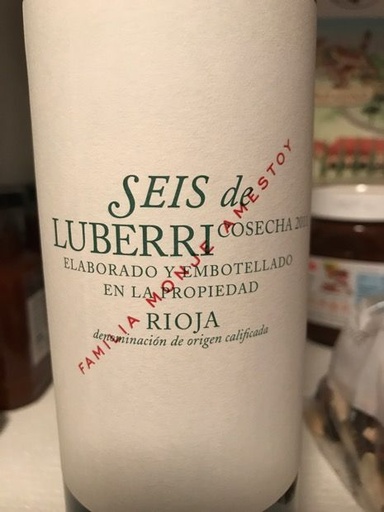 SEIS de
LUBERRI
COSECHA
ELABORADO Y EMBOTELLADO
EN LA PROPIEDAD
RIOJA
denominación de origen calificada
FAMILIA MONJE AMESTOY